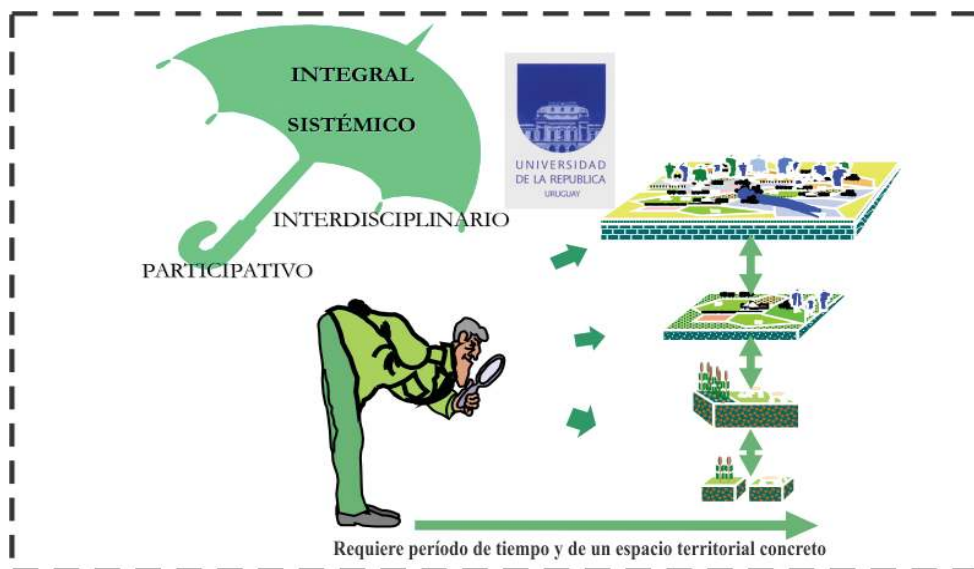 INTEGRAL
SISTÉMICO
INTERDISCIPLINARIO
PARTICIPATIVO
UNIVERSIDAD
DE LA REPUBLICA
URUGUAY
Requiere período de tiempo y de un espacio territorial concreto